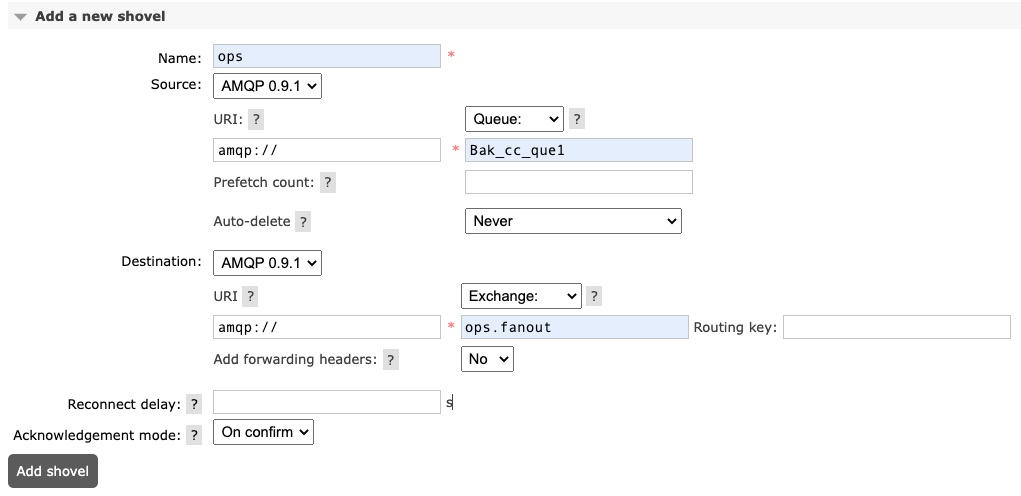 Add a new shovel
Name: ops *
Source: AMQP 0.9.1
URI: ? Queue: ?
amqp:// * Bak_cc_que1
Prefetch count: ?
Auto-delete ? Never
Destination: AMQP 0.9.1
URI ? Exchange: ?
amqp:// * ops.fanout Routing key:
Add forwarding headers: ? No
Reconnect delay: ? s
Acknowledgement mode: ? On confirm
Add shovel